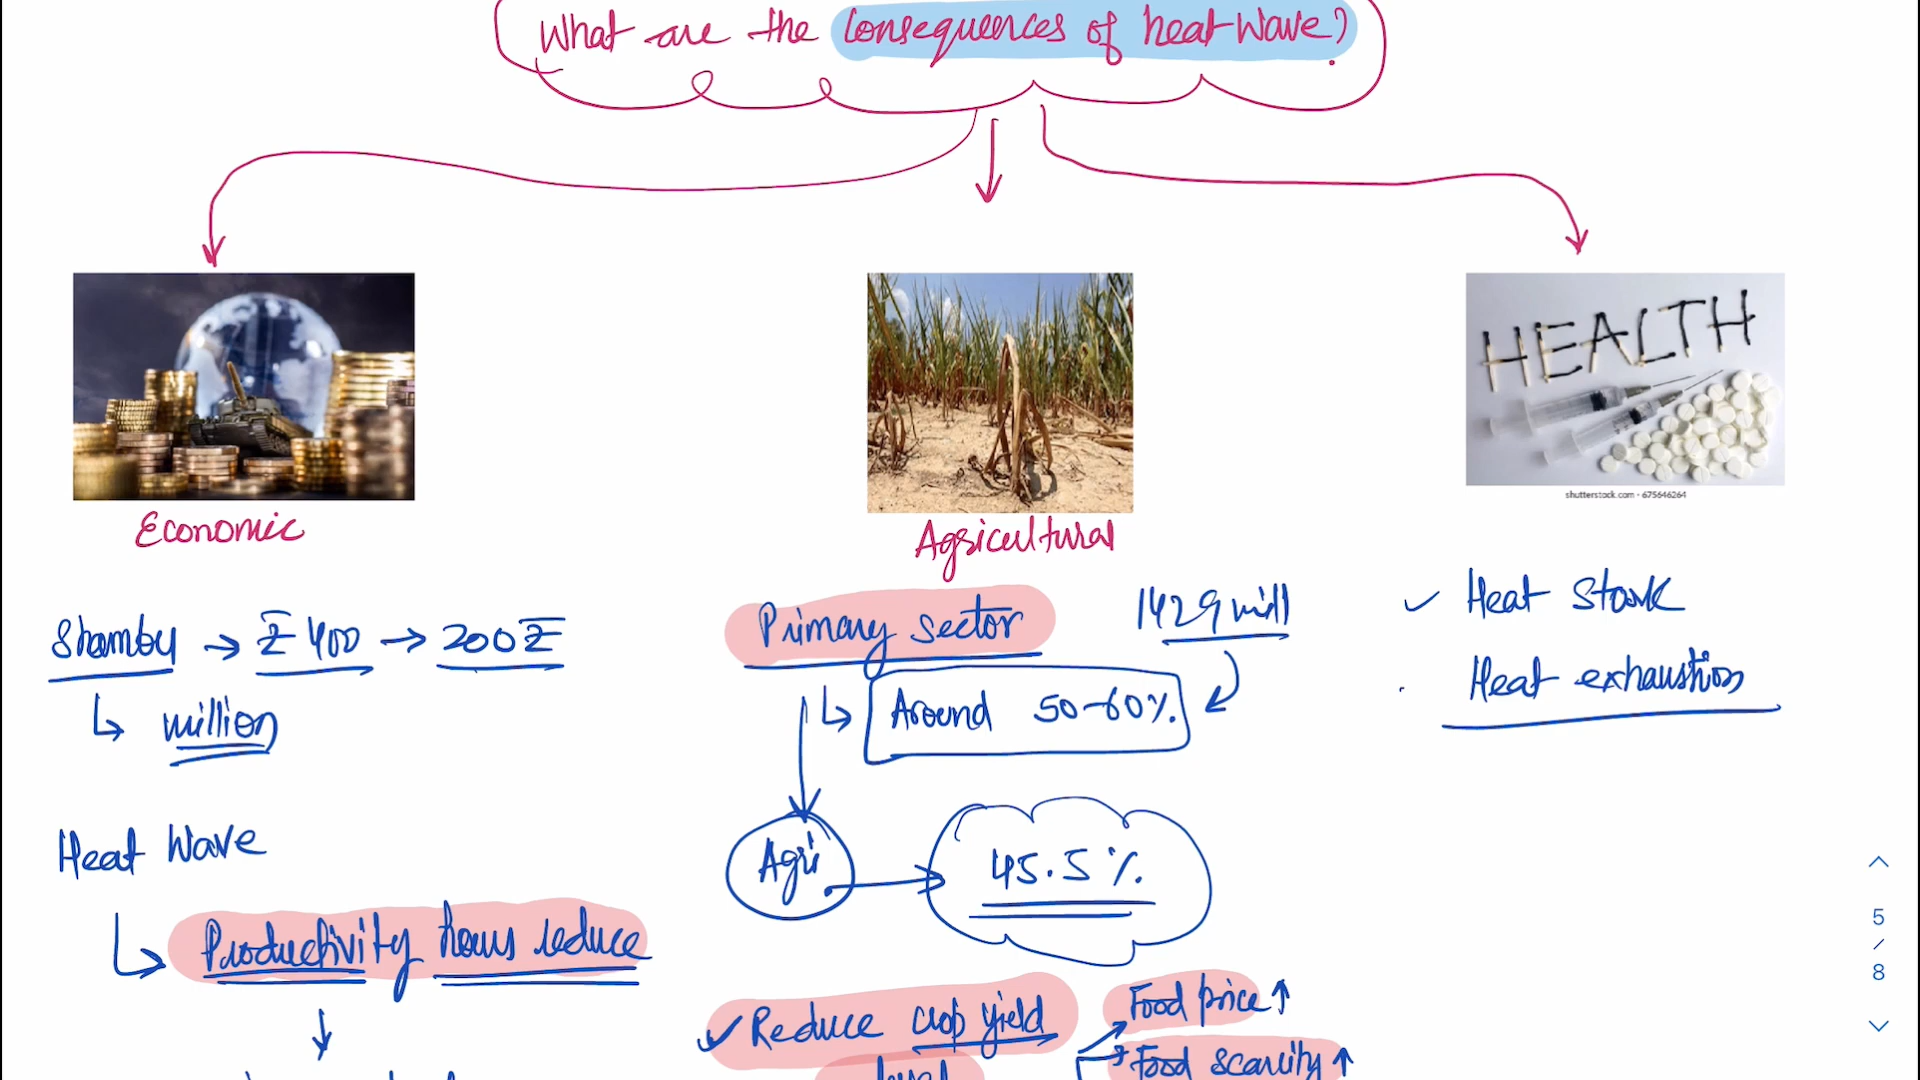 What are the Consequences of heat wave?
HEALTH
shutterstock.com · 675646264
Economic
→ ₹ 400 → 200 ₹
↳ million
Heat Wave
↳ Productivity hours reduce
↓
Agricultural
Primary sector
1429 mill
↳ Around 50-60%.
Agri → 45.5 %.
✓ Reduce crop yield
level
Food price ↑
Food scarcity ↑
✓ Heat Stork
Heat exhaustion
5
/
8